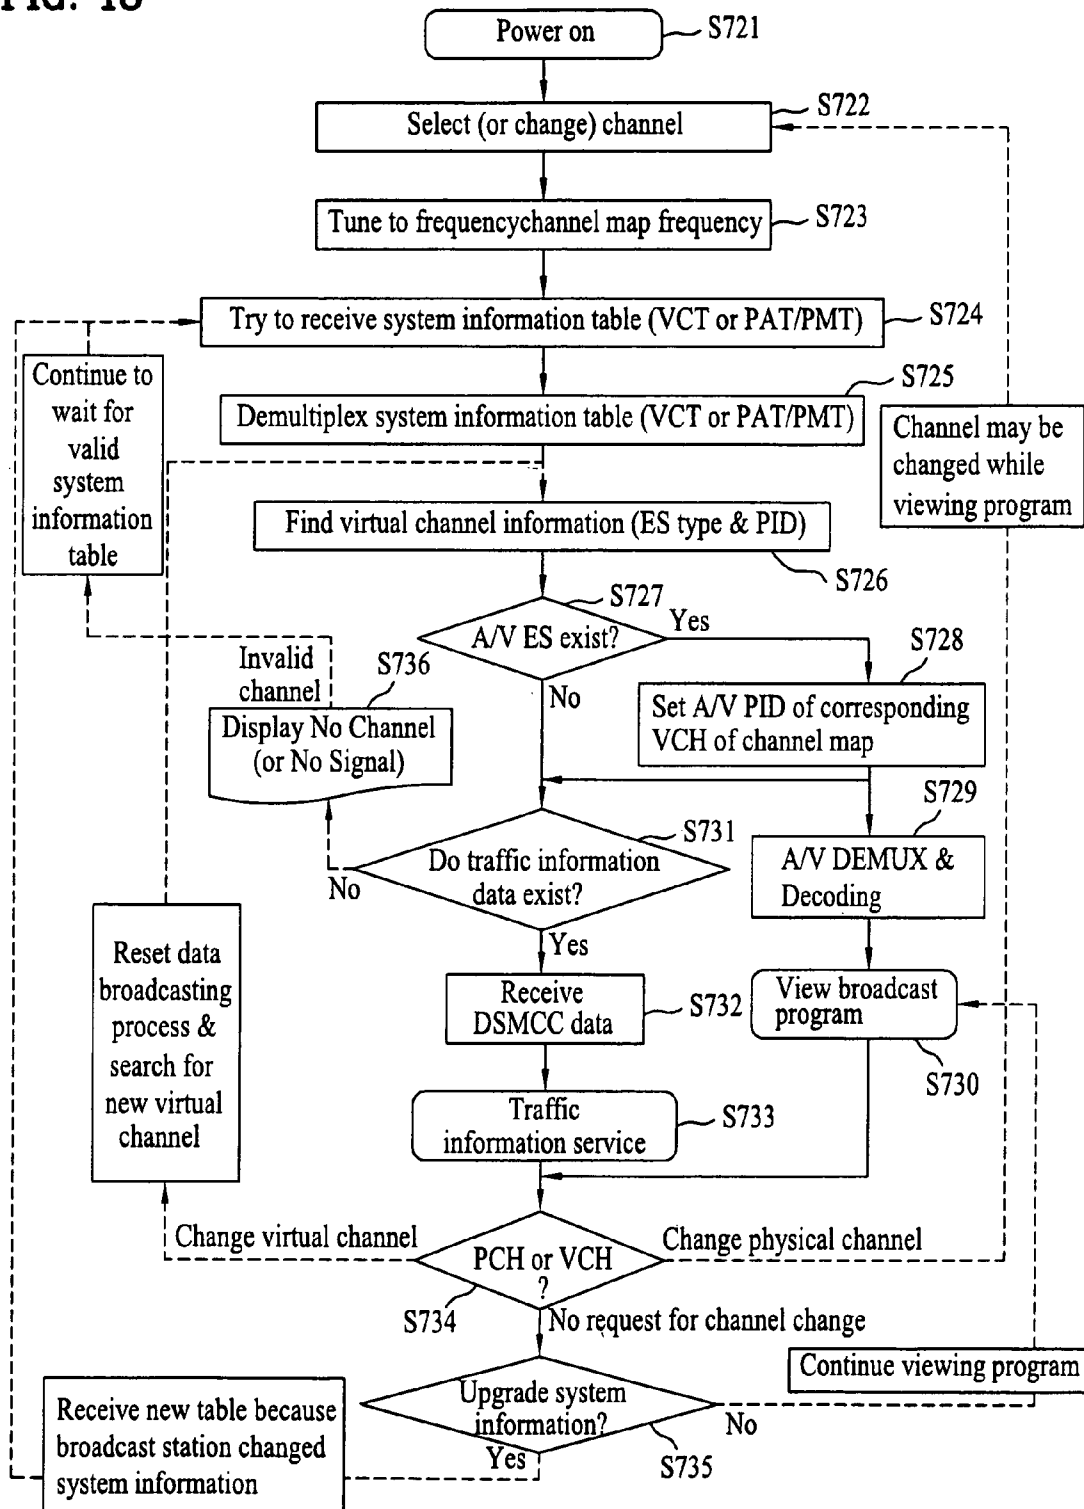 Power on
S721
Select (or change) channel
S722
Tune to frequencychannel map frequency
S723
Try to receive system information table (VCT or PAT/PMT)
S724
Continue to
wait for
valid
system
information
table
Demultiplex system information table (VCT or PAT/PMT)
S725
Channel may be
changed while
viewing program
Find virtual channel information (ES type & PID)
S726
A/V ES exist?
S727
Yes
No
Set A/V PID of corresponding
VCH of channel map
S728
Invalid
channel
S736
Display No Channel
(or No Signal)
A/V DEMUX &
Decoding
S729
Do traffic information
data exist?
S731
No
Yes
Receive
DSMCC data
S732
View broadcast
program
S730
Reset data
broadcasting
process &
search for
new virtual
channel
Traffic
information service
S733
Change virtual channel
PCH or VCH
?
S734
Change physical channel
No request for channel change
Continue viewing program
Upgrade system
information?
S735
No
Yes
Receive new table because
broadcast station changed
system information